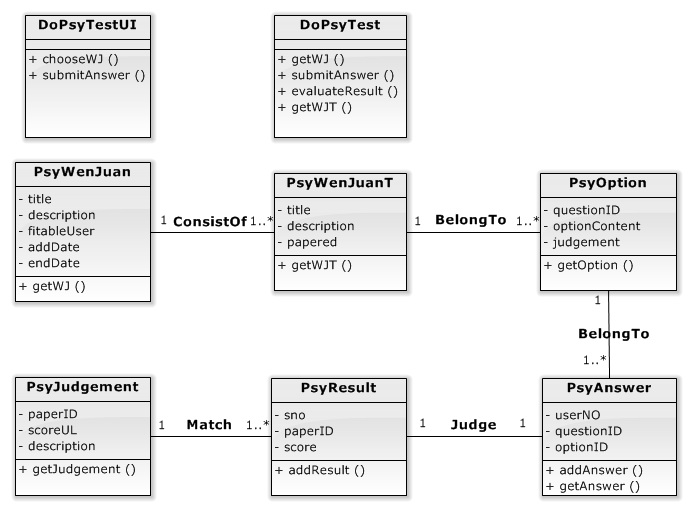 DoPsyTestUI
+ chooseWJ ()
+ submitAnswer ()
DoPsyTest
+ getWJ ()
+ submitAnswer ()
+ evaluateResult ()
+ getWJT ()
PsyWenJuan
- title
- description
- fitableUser
- addDate
- endDate
+ getWJ ()
1 ConsistOf 1..*
PsyWenJuanT
- title
- description
- papered
+ getWJT ()
1 BelongTo 1..*
PsyOption
- questionID
- optionContent
- judgement
+ getOption ()
1
BelongTo
1..*
PsyJudgement
- paperID
- scoreUL
- description
+ getJudgement ()
1 Match 1..*
PsyResult
- sno
- paperID
- score
+ addResult ()
1 Judge 1
PsyAnswer
- userNO
- questionID
- optionID
+ addAnswer ()
+ getAnswer ()